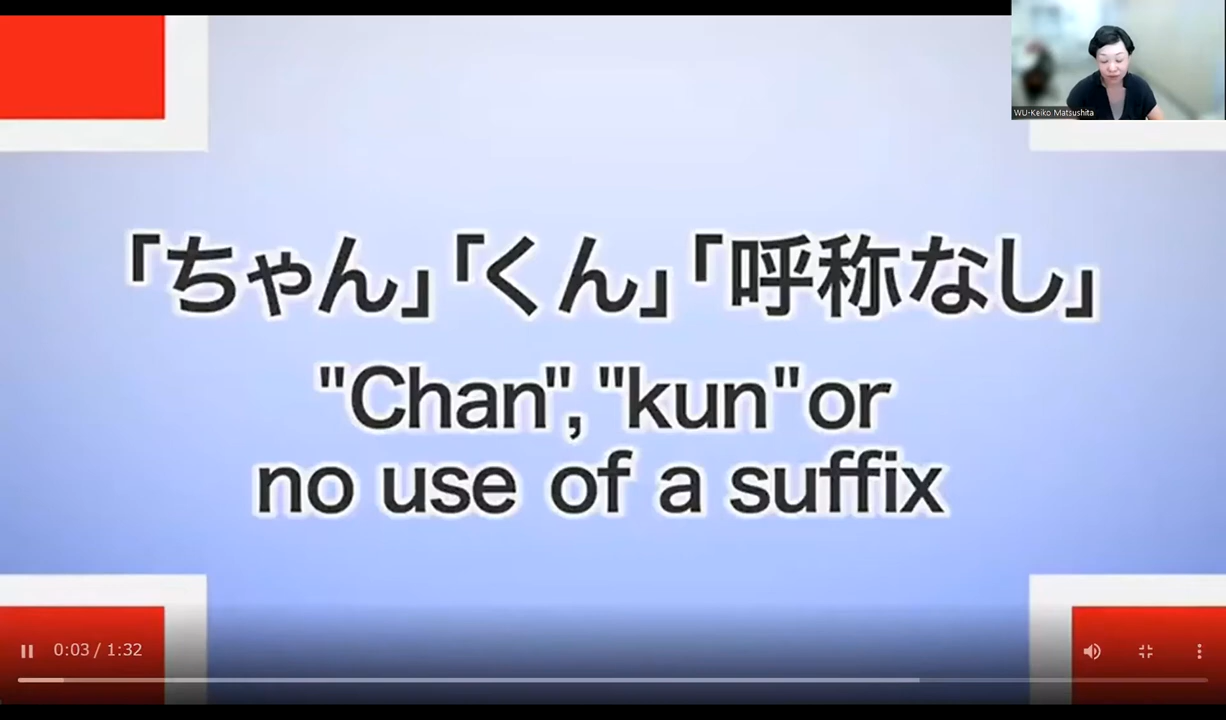 WU-Keiko Matsushita
「ちゃん」「くん」「呼称なし」
"Chan", "kun"or
no use of a suffix
0:03 / 1:32